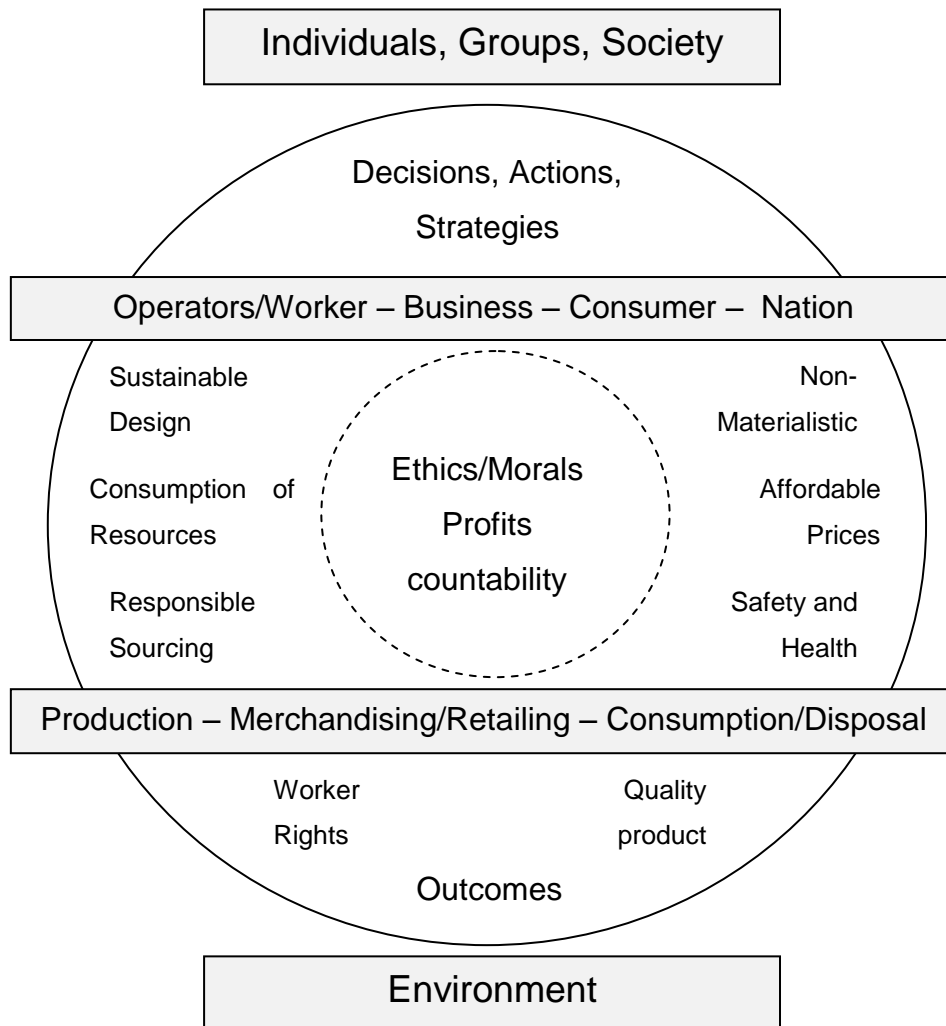 Individuals, Groups, Society
Decisions, Actions,
Strategies
Operators/Worker – Business – Consumer – Nation
Sustainable
Design
Consumption of
Resources
Responsible
Sourcing
Ethics/Morals
Profits
countability
Non-
Materialistic
Affordable
Prices
Safety and
Health
Production – Merchandising/Retailing – Consumption/Disposal
Worker
Rights
Quality
product
Outcomes
Environment